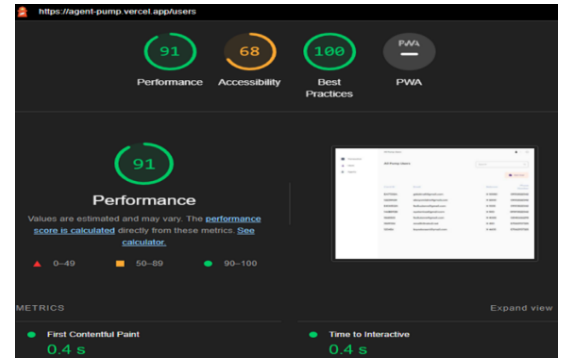 https://agent-pump.vercel.app/users
91
68
100
PWA
Performance
Accessibility
Best
Practices
PWA
91
Performance
Values are estimated and may vary. The performance
score is calculated directly from these metrics. See
calculator.
0–49
50–89
90–100
METRICS
Expand view
First Contentful Paint
0.4 s
Time to Interactive
0.4 s